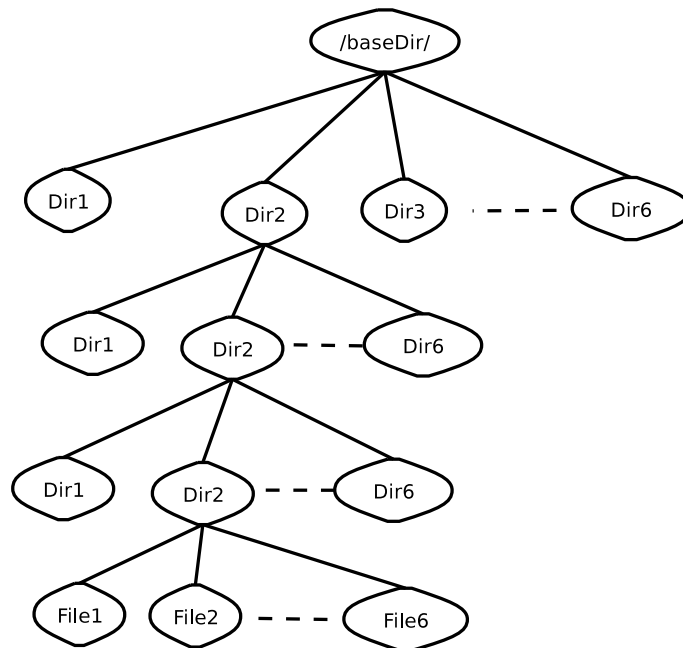 /baseDir/
Dir1
Dir2
Dir3
Dir6
Dir1
Dir2
Dir6
Dir1
Dir2
Dir6
File1
File2
File6